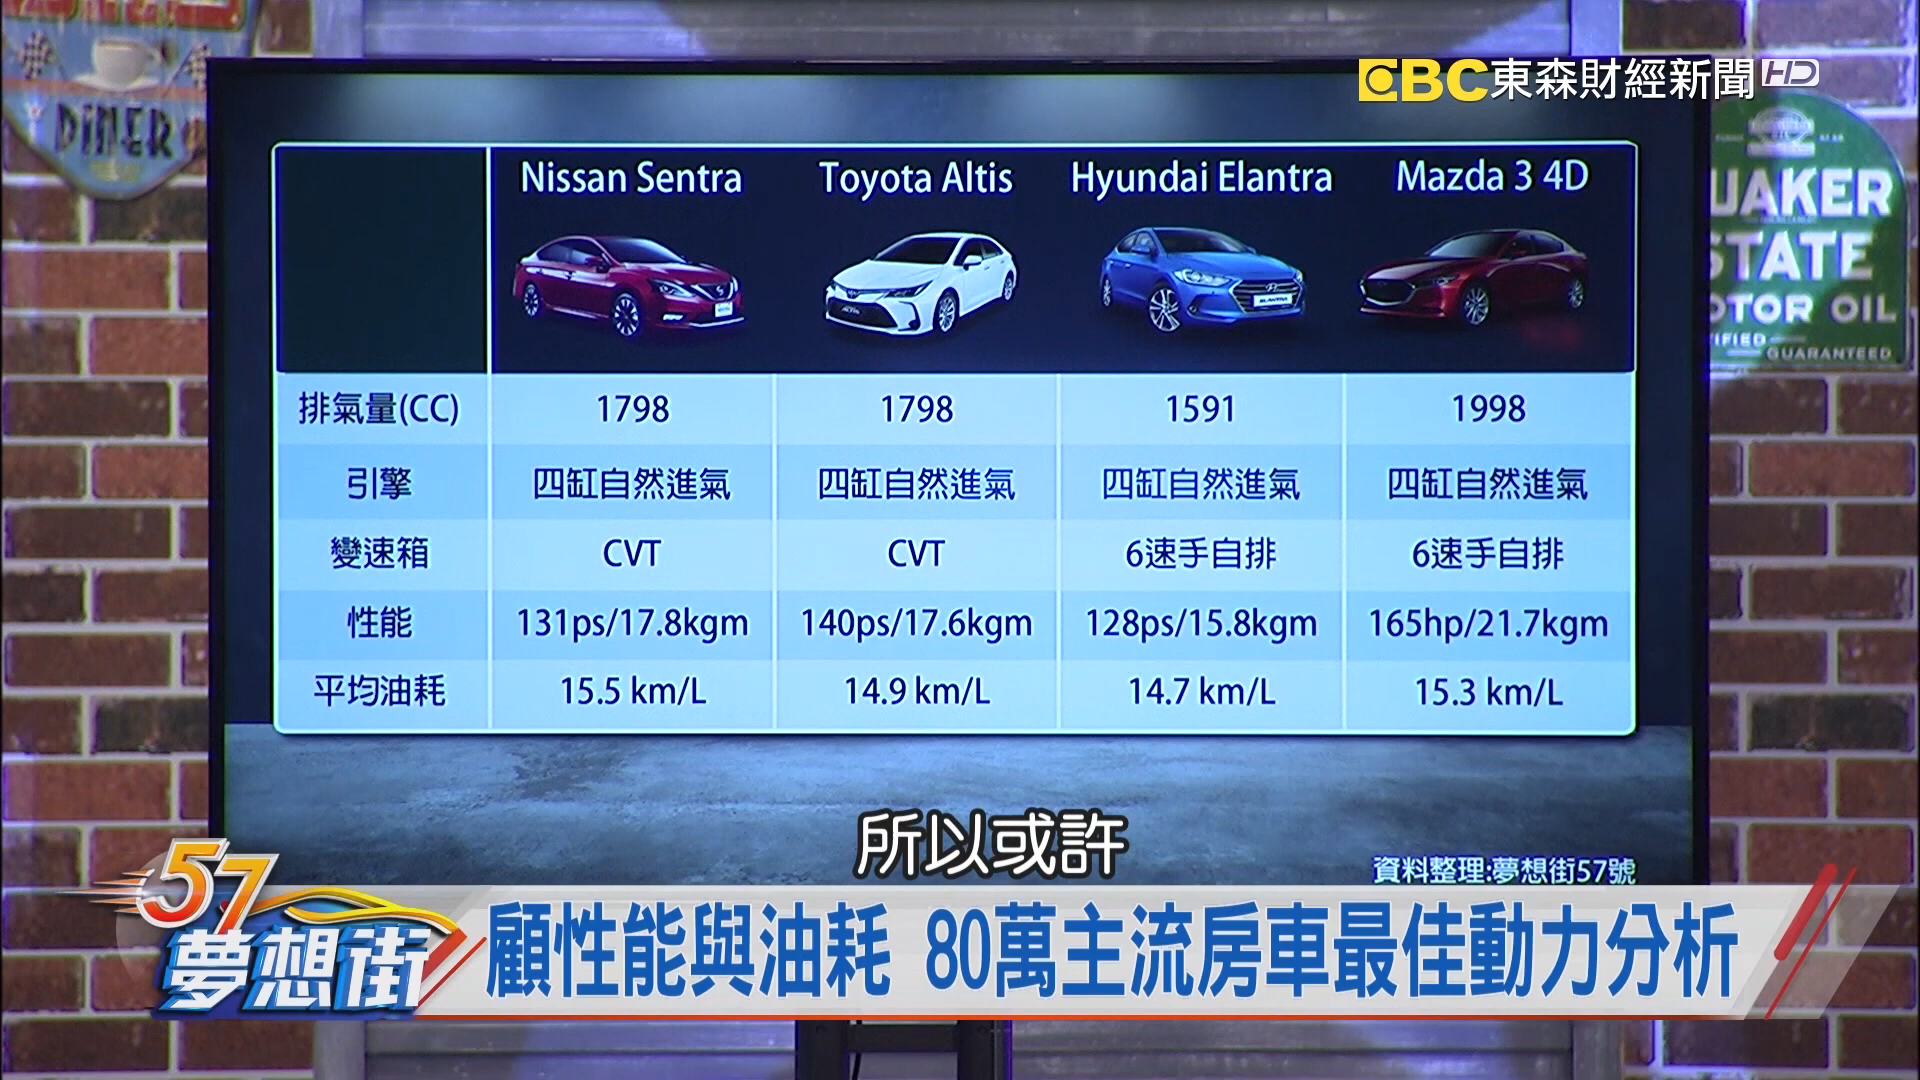 EBC東森財經新聞HD
DINER
QUAKER
STATE
MOTOR OIL
GUARANTEED
Nissan Sentra Toyota Altis Hyundai Elantra Mazda 3 4D
排氣量(CC) 1798 1798 1591 1998
引擎 四缸自然進氣 四缸自然進氣 四缸自然進氣 四缸自然進氣
變速箱 CVT CVT 6速手自排 6速手自排
性能 131ps/17.8kgm 140ps/17.6kgm 128ps/15.8kgm 165hp/21.7kgm
平均油耗 15.5 km/L 14.9 km/L 14.7 km/L 15.3 km/L
所以或許
資料整理:夢想街57號
57
夢想街
顧性能與油耗 80萬主流房車最佳動力分析